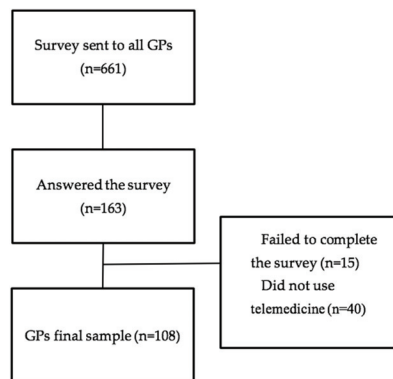 Survey sent to all GPs
(n=661)
Answered the survey
(n=163)
Failed to complete
the survey (n=15)
Did not use
telemedicine (n=40)
GPs final sample (n=108)